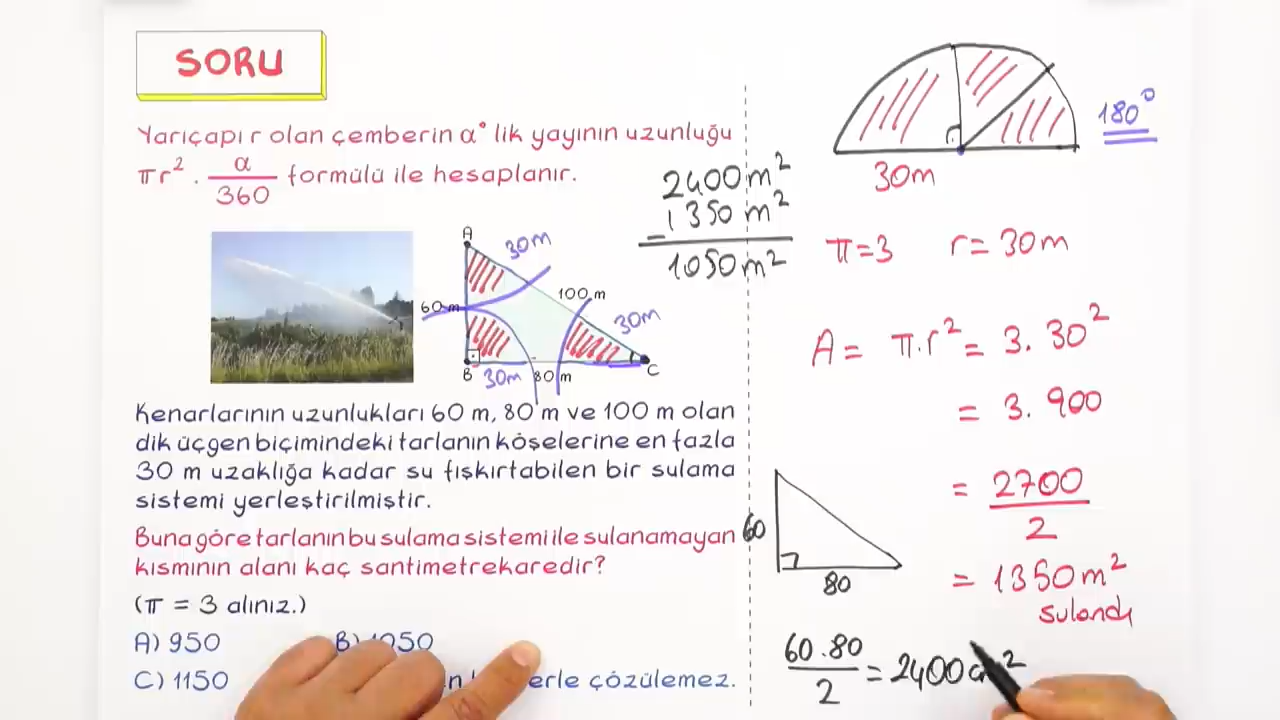 SORU
Yarıçapı r olan çemberin α° lik yayının uzunluğu
πr² . α/360 formülü ile hesaplanır.
2400 m²
- 1350 m²
1050 m²
A
30m
60 m
100 m
30m
B
30m
80 m
C
Kenarlarının uzunlukları 60 m, 80 m ve 100 m olan
dik üçgen biçimindeki tarlanın köşelerine en fazla
30 m uzaklığa kadar su fışkırtabilen bir sulama
sistemi yerleştirilmiştir.
Buna göre tarlanın bu sulama sistemi ile sulanamayan
kısmının alanı kaç santimetrekaredir?
(π = 3 alınız.)
A) 950
B) 1050
C) 1150
çözülemez.
180°
30m
π=3 r= 30m
A = π.r² = 3. 30²
= 3. 900
= 2700/2
= 1350 m²
sulandı
60
80
60.80/2 = 2400